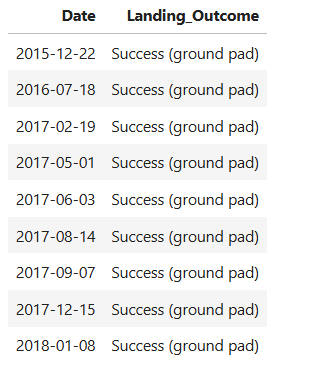 Date Landing_Outcome
2015-12-22 Success (ground pad)
2016-07-18 Success (ground pad)
2017-02-19 Success (ground pad)
2017-05-01 Success (ground pad)
2017-06-03 Success (ground pad)
2017-08-14 Success (ground pad)
2017-09-07 Success (ground pad)
2017-12-15 Success (ground pad)
2018-01-08 Success (ground pad)